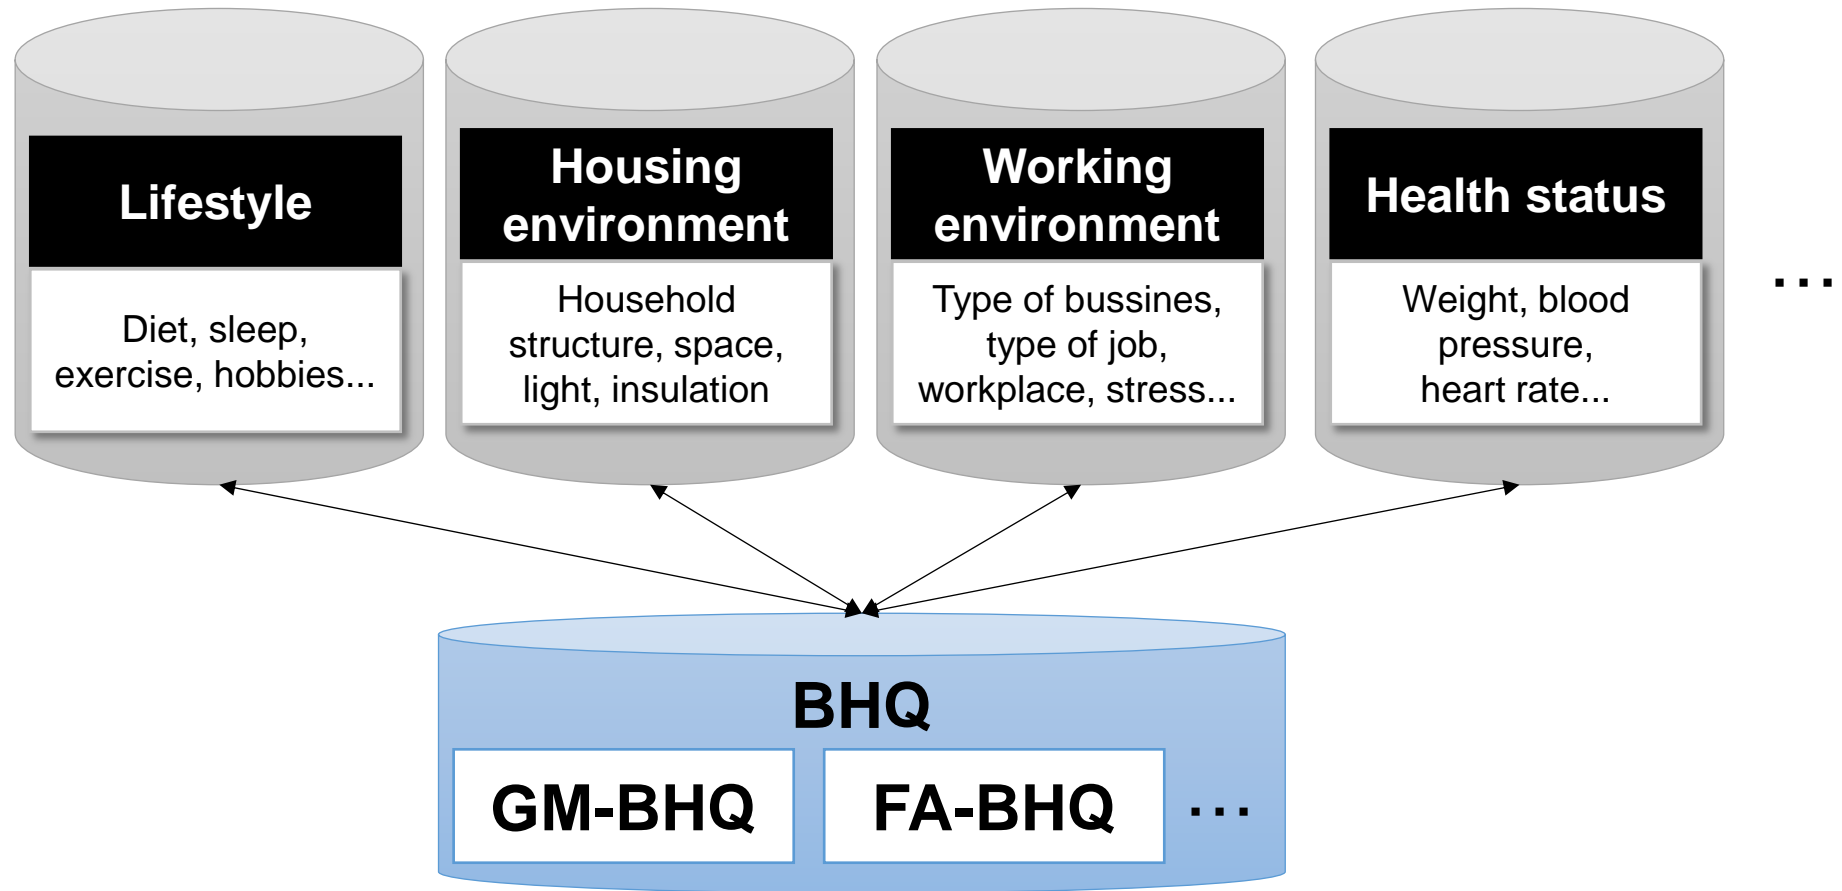 Lifestyle
Diet, sleep,
exercise, hobbies...
Housing
environment
Household
structure, space,
light, insulation
Working
environment
Type of bussines,
type of job,
workplace, stress...
Health status
Weight, blood
pressure,
heart rate...
...
BHQ
GM-BHQ
FA-BHQ
...